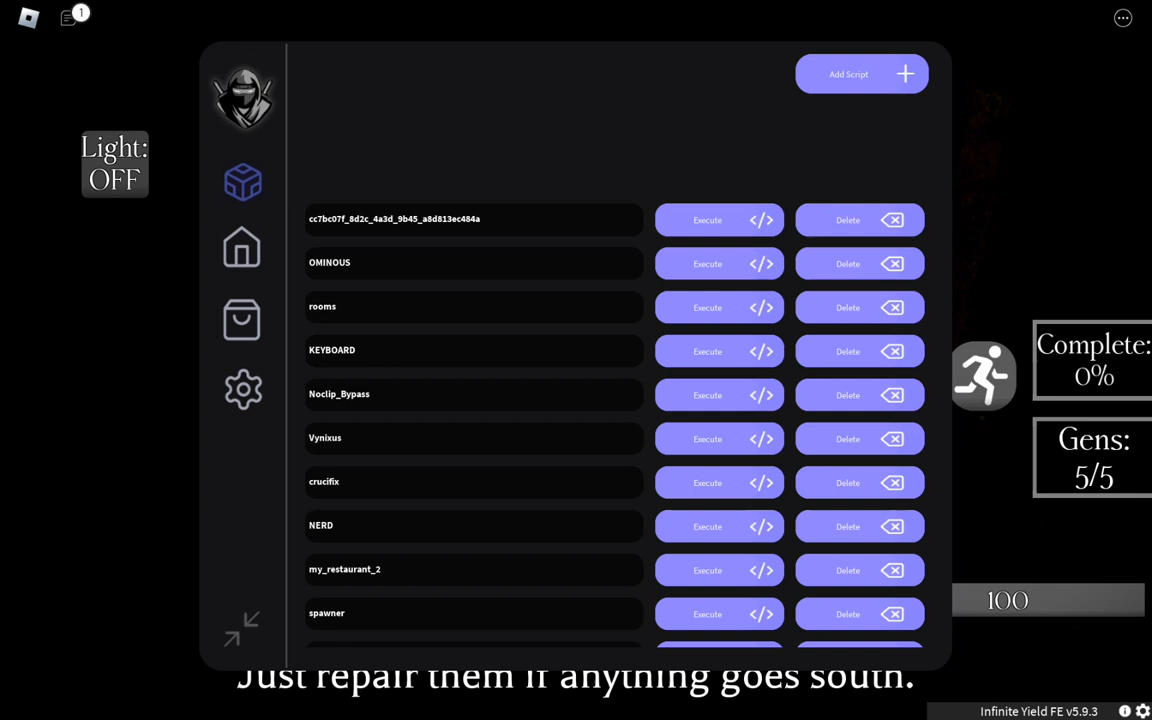 1
Add Script
Light:
OFF
cc7bc07f_8d2c_4a3d_9b45_a8d813ec484a
Execute
Delete
OMINOUS
Execute
Delete
rooms
Execute
Delete
KEYBOARD
Execute
Delete
Noclip_Bypass
Execute
Delete
Vynixus
Execute
Delete
crucifix
Execute
Delete
NERD
Execute
Delete
my_restaurant_2
Execute
Delete
spawner
Execute
Delete
Complete:
0%
Gens:
5/5
100
Just repair them if anything goes south.
Infinite Yield FE v5.9.3